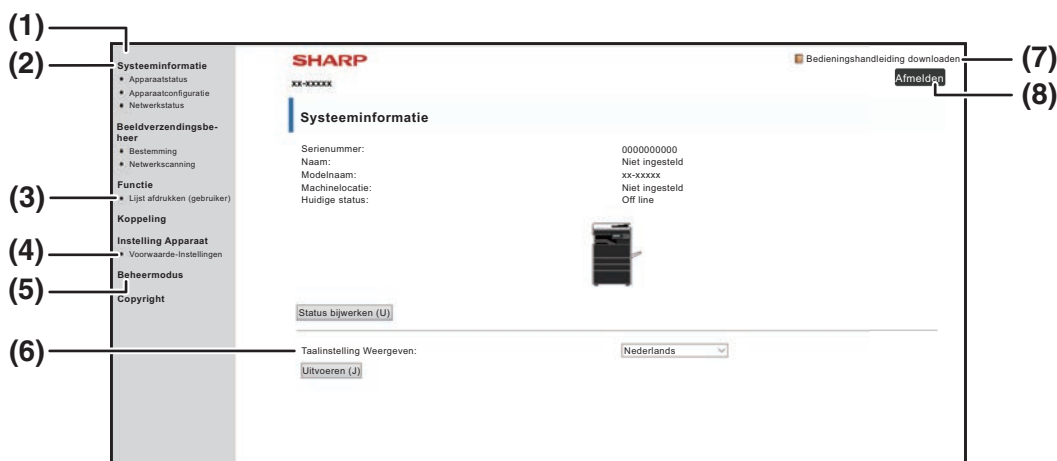 (1)
(2)
(3)
(4)
(5)
(6)
Systeeminformatie
Apparaatstatus
Apparaatconfiguratie
Netwerkstatus
Beeldverzendingsbe-
heer
Bestemming
Netwerkscanning
Functie
Lijst afdrukken (gebruiker)
Koppeling
Instelling Apparaat
Voorwaarde-Instellingen
Beheermodus
Copyright
SHARP
xx-xxxxx
Bedieningshandleiding downloaden
(7)
Afmelden
(8)
Systeeminformatie
Serienummer: 0000000000
Naam: Niet ingesteld
Modelnaam: xx-xxxxx
Machinelocatie: Niet ingesteld
Huidige status: Off line
Status bijwerken (U)
Taalinstelling Weergeven: Nederlands
Uitvoeren (J)